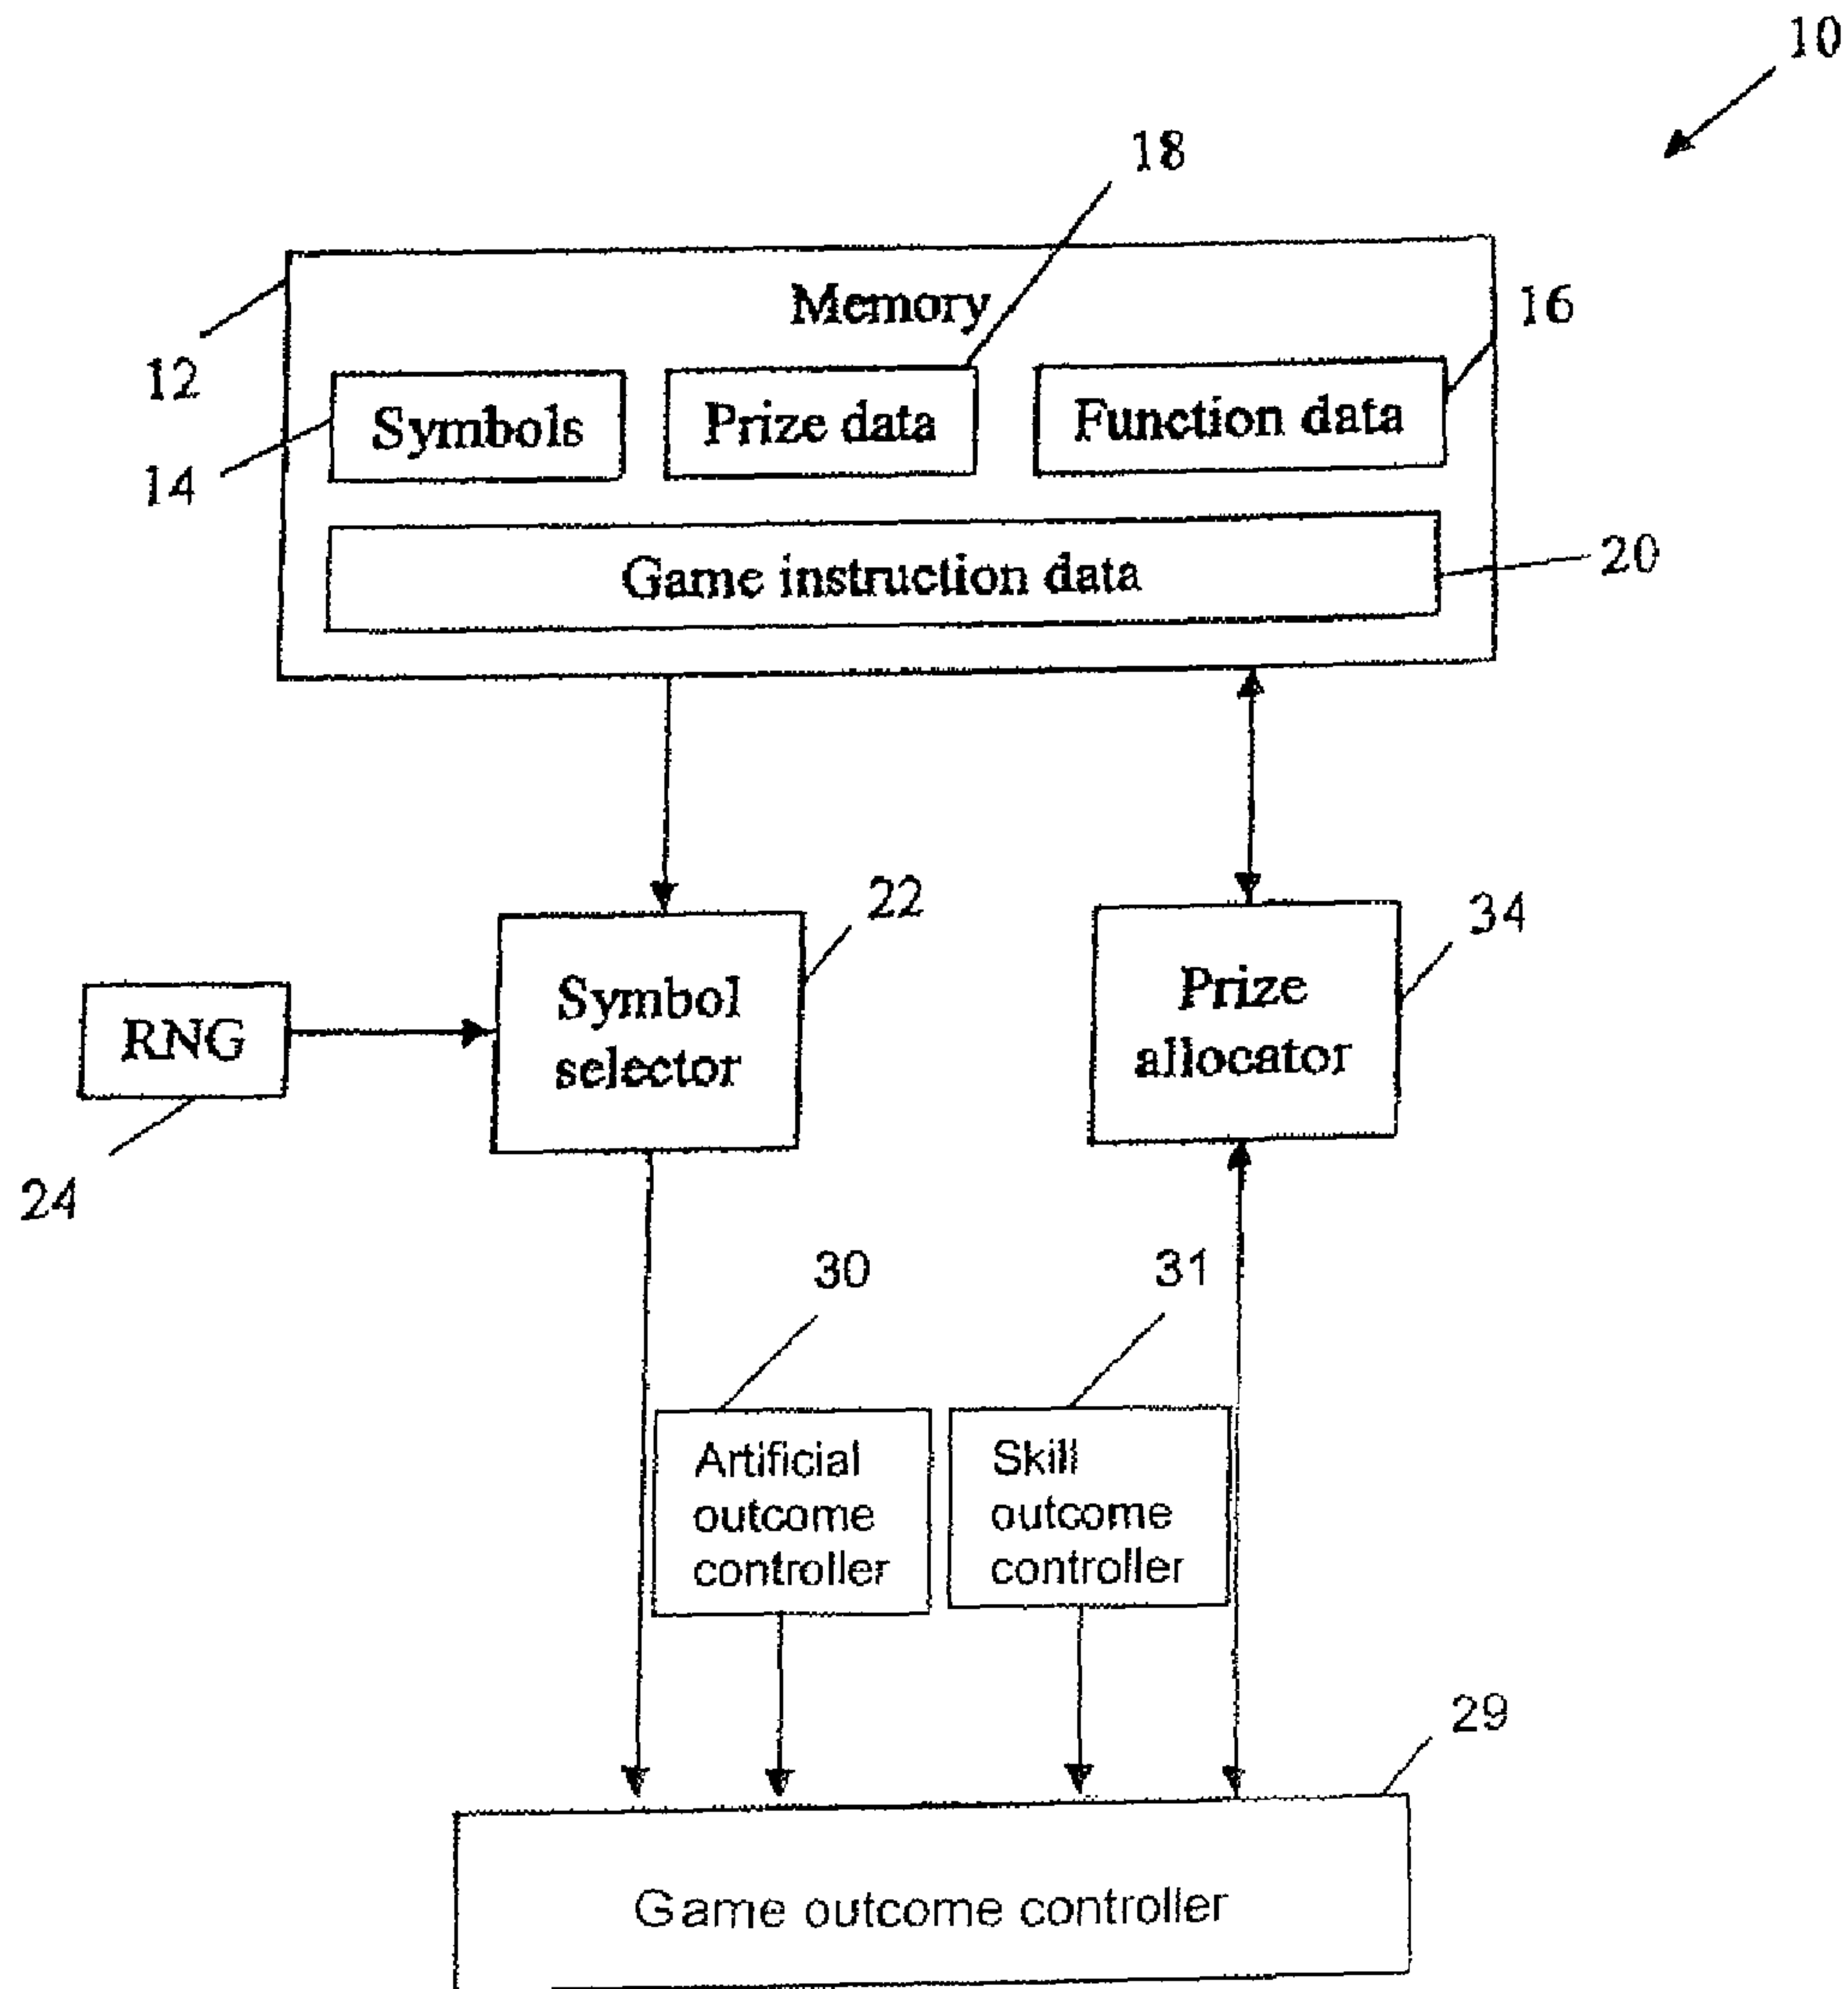 10
18
Memory
16
12
Symbols
Prize data
Function data
14
Game instruction data
20
22
34
Symbol
selector
Prize
allocator
RNG
24
30
31
Artificial
outcome
controller
Skill
outcome
controller
29
Game outcome controller